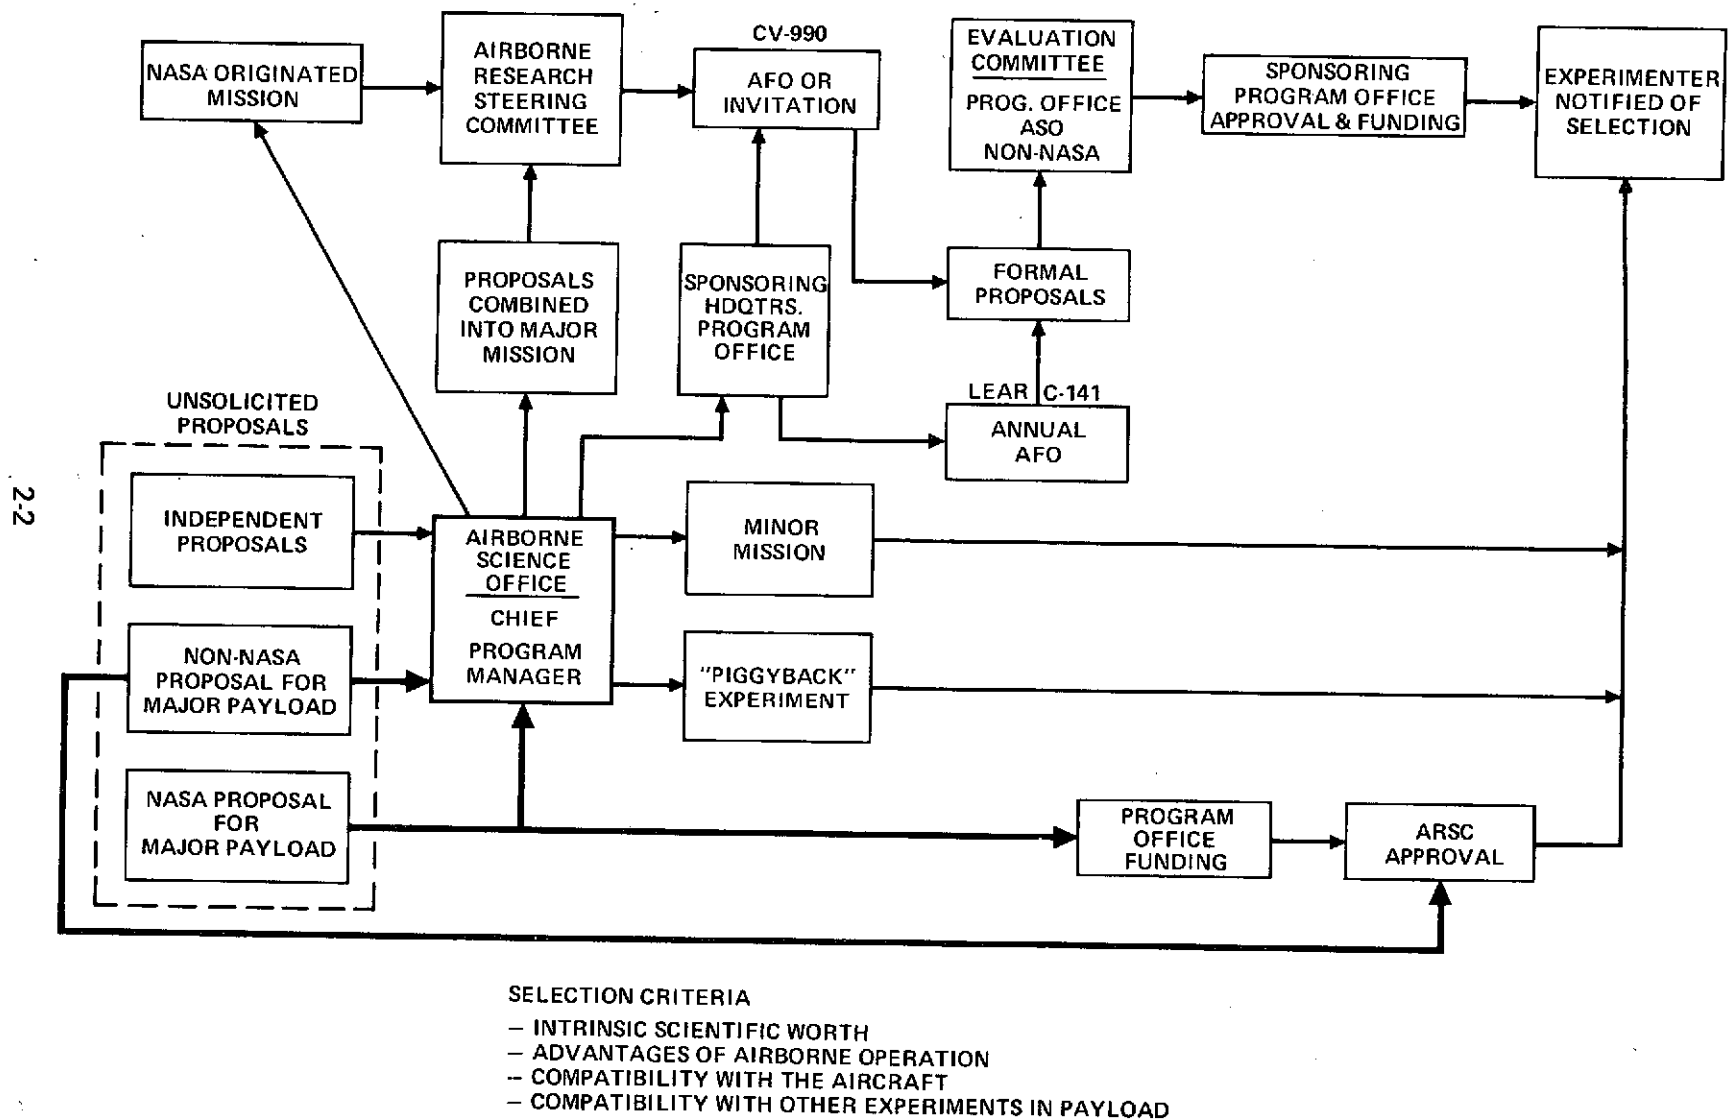 CV-990
NASA ORIGINATED
MISSION
AIRBORNE
RESEARCH
STEERING
COMMITTEE
AFO OR
INVITATION
EVALUATION
COMMITTEE
PROG. OFFICE
ASO
NON-NASA
SPONSORING
PROGRAM OFFICE
APPROVAL & FUNDING
EXPERIMENTER
NOTIFIED OF
SELECTION
PROPOSALS
COMBINED
INTO MAJOR
MISSION
SPONSORING
HDQTRS.
PROGRAM
OFFICE
FORMAL
PROPOSALS
LEAR C-141
ANNUAL
AFO
UNSOLICITED
PROPOSALS
INDEPENDENT
PROPOSALS
AIRBORNE
SCIENCE
OFFICE
CHIEF
PROGRAM
MANAGER
MINOR
MISSION
NON-NASA
PROPOSAL FOR
MAJOR PAYLOAD
"PIGGYBACK"
EXPERIMENT
NASA PROPOSAL
FOR
MAJOR PAYLOAD
PROGRAM
OFFICE
FUNDING
ARSC
APPROVAL
2-2
SELECTION CRITERIA
– INTRINSIC SCIENTIFIC WORTH
– ADVANTAGES OF AIRBORNE OPERATION
– COMPATIBILITY WITH THE AIRCRAFT
– COMPATIBILITY WITH OTHER EXPERIMENTS IN PAYLOAD